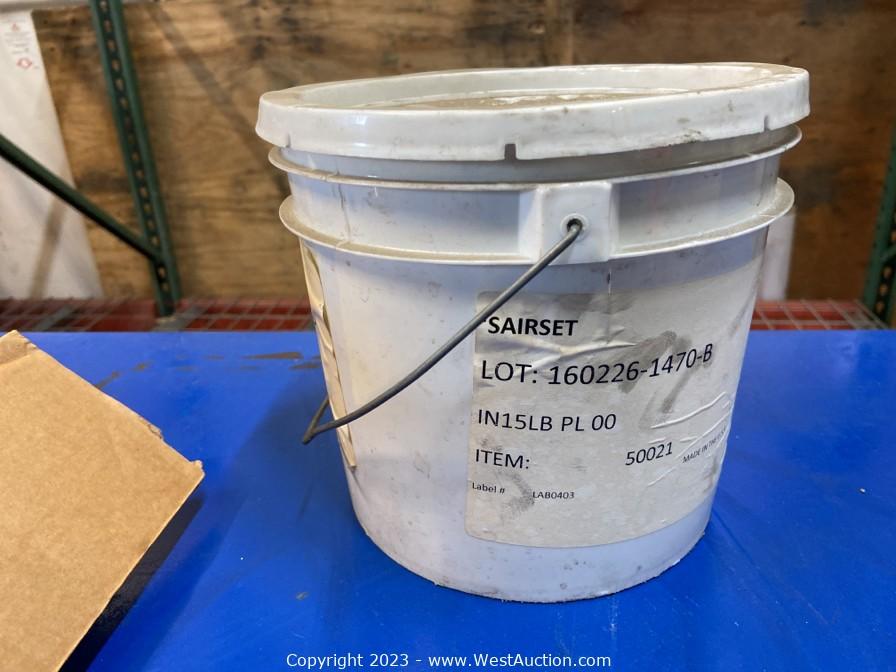 SAIRSET
LOT: 160226-1470-B
IN15LB PL 00
ITEM: 50021 MADE IN THE
Label # LAB0403
Copyright 2023 - www.WestAuction.com